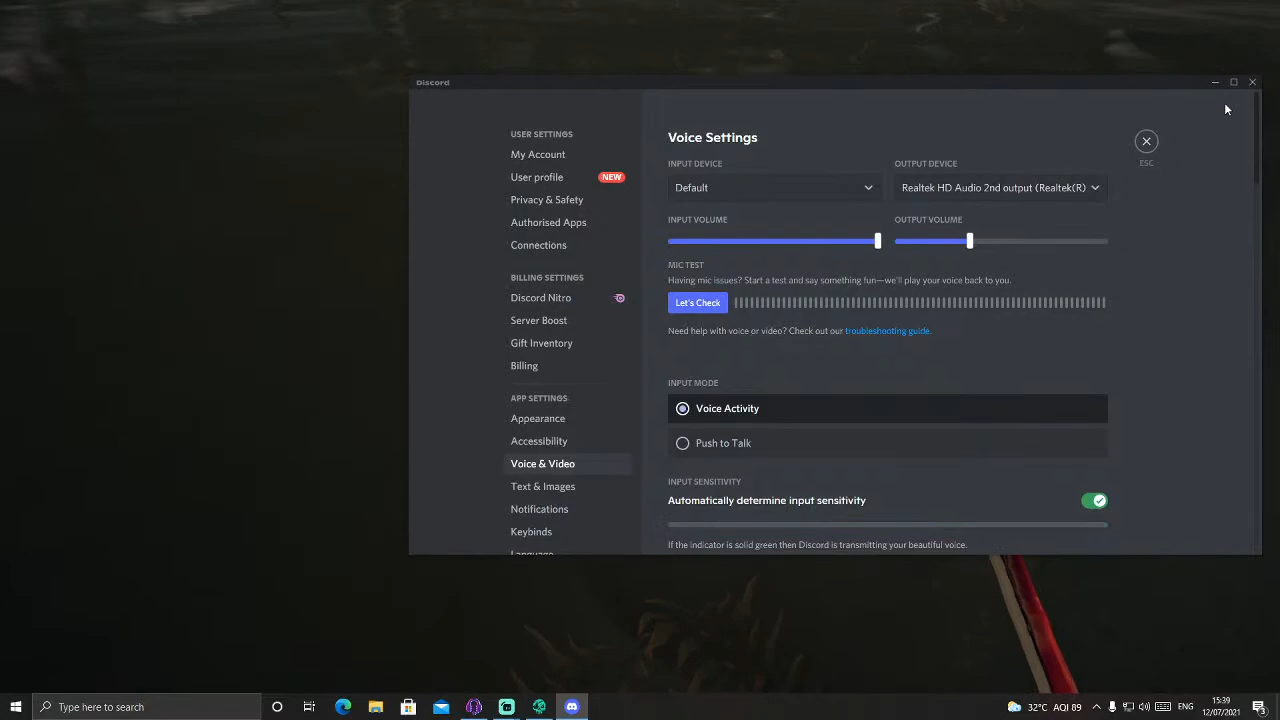 Discord
USER SETTINGS
My Account
User profile
NEW
Privacy & Safety
Authorised Apps
Connections
BILLING SETTINGS
Discord Nitro
Server Boost
Gift Inventory
Billing
APP SETTINGS
Appearance
Accessibility
Voice & Video
Text & Images
Notifications
Keybinds
Language
Voice Settings
ESC
INPUT DEVICE
OUTPUT DEVICE
Default
Realtek HD Audio 2nd output (Realtek(R)
INPUT VOLUME
OUTPUT VOLUME
MIC TEST
Having mic issues? Start a test and say something fun—we'll play your voice back to you.
Let's Check
Need help with voice or video? Check out our troubleshooting guide.
INPUT MODE
Voice Activity
Push to Talk
INPUT SENSITIVITY
Automatically determine input sensitivity
If the indicator is solid green then Discord is transmitting your beautiful voice.
Type here to search
32°C AQI 89
ENG
15:39
12/07/2021